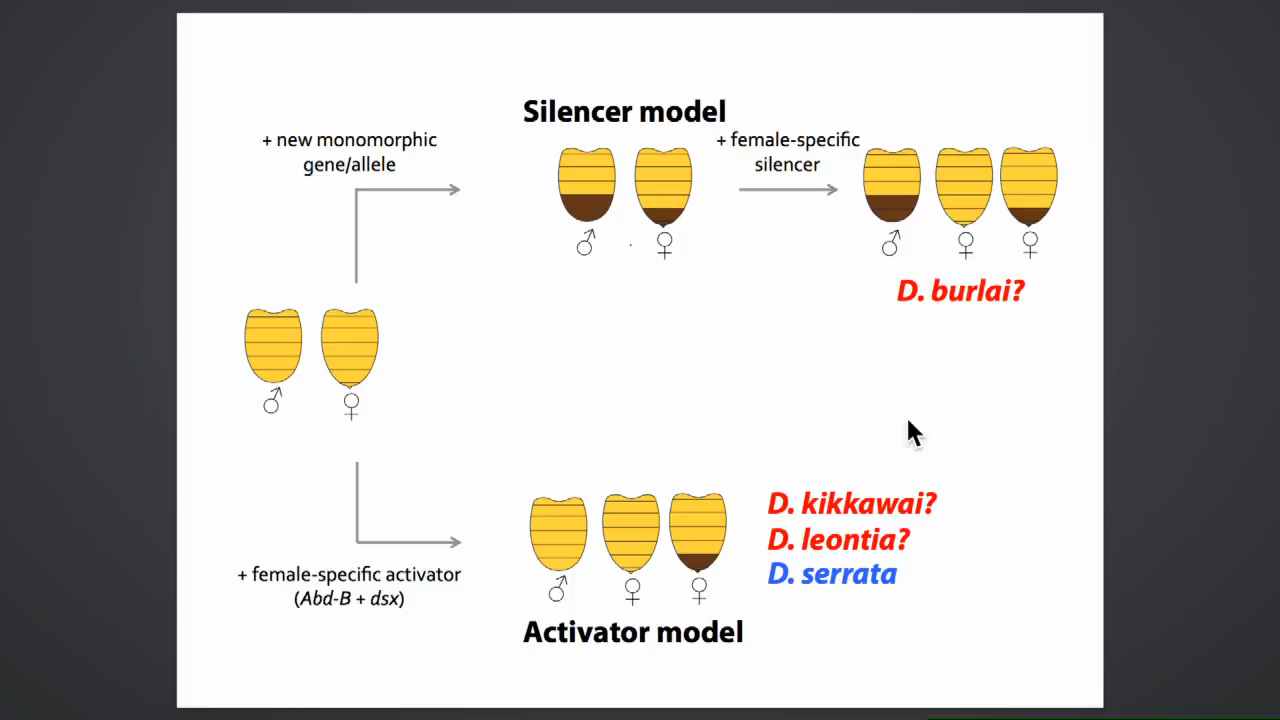 Silencer model
+ new monomorphic
gene/allele
+ female-specific
silencer
D. burlai?
D. kikkawai?
D. leontia?
D. serrata
+ female-specific activator
(Abd-B + dsx)
Activator model